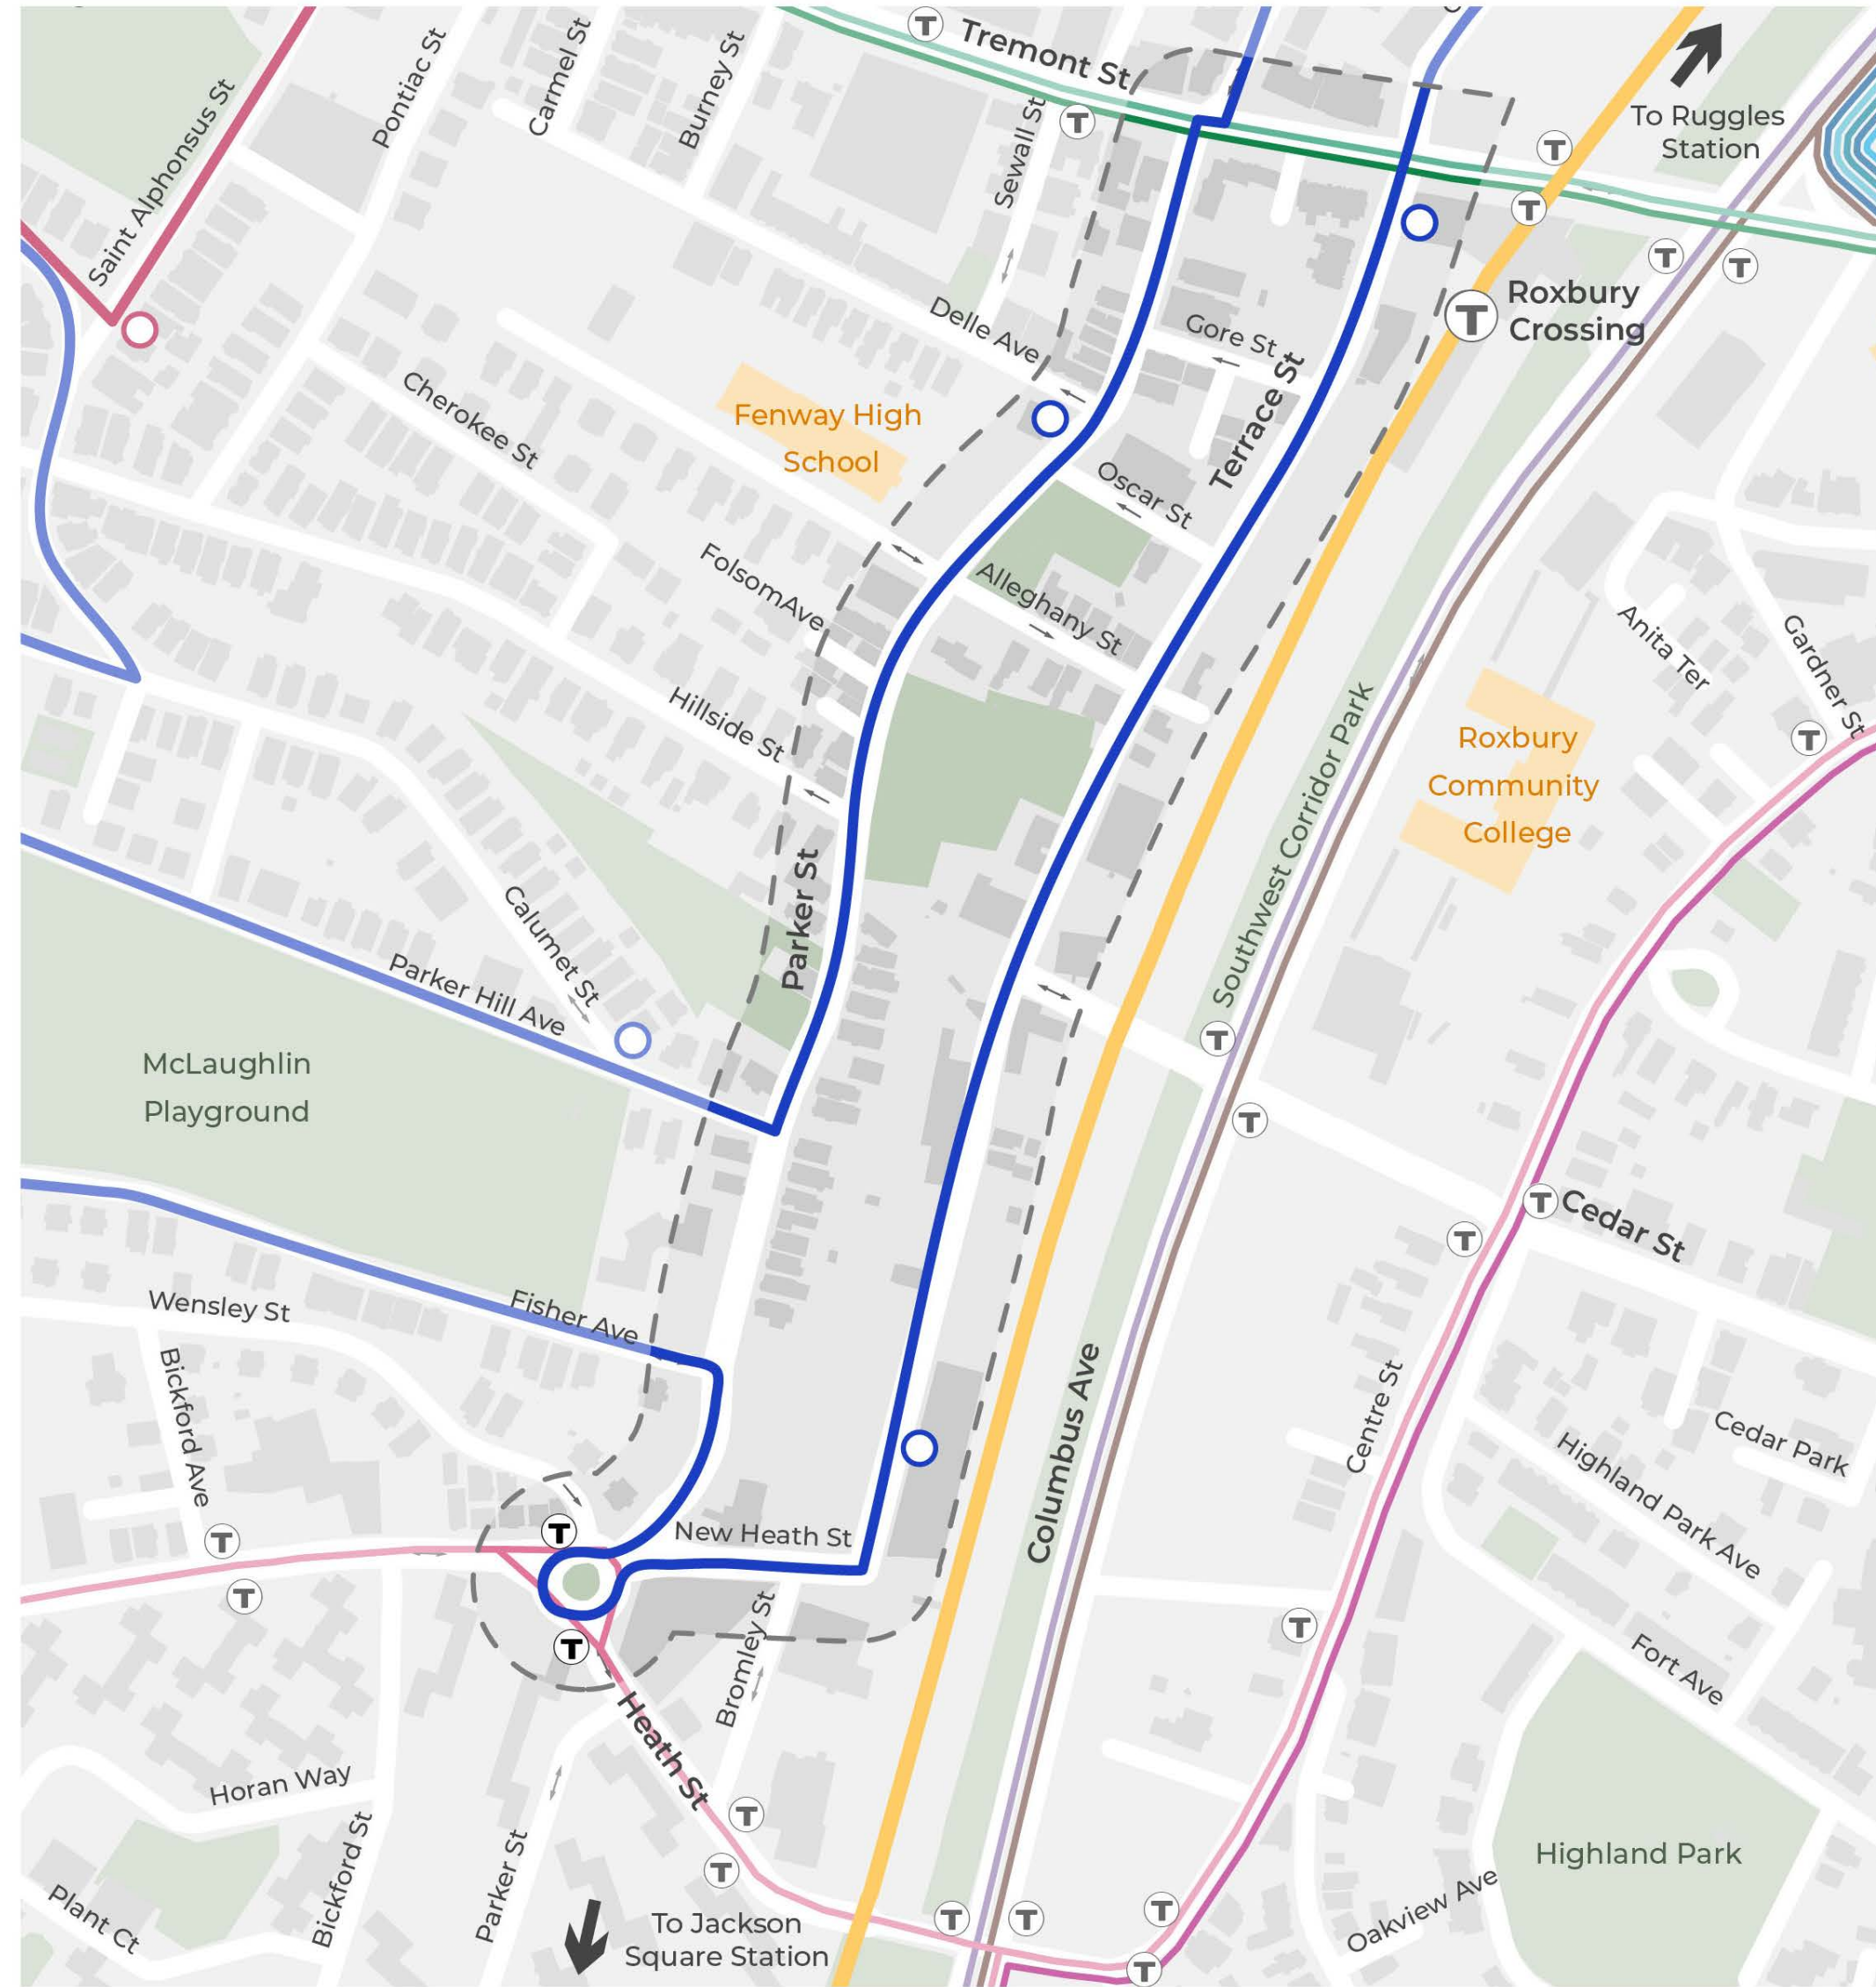 T
Tremont St
Carmel St
Pontiac St
Burney St
Saint Alphonsus St
Sewall St
T
T
To Ruggles
Station
T
T
T
Roxbury
Crossing
T
Delle Ave
Gore St
Terrace St
Cherokee St
Fenway High
School
Oscar St
FolsomAve
Alleghany St
Anita Ter
Gardner St
Hillside St
Southwest Corridor Park
Roxbury
Community
College
T
Parker St
Calumet St
Parker Hill Ave
McLaughlin
Playground
T
T
T
Cedar St
T
Wensley St
Fisher Ave
Bickford Ave
Columbus Ave
Centre St
Cedar Park
Highland Park Ave
T
T
New Heath St
T
T
Bromley St
T
Fort Ave
Heath St
Horan Way
Bickford St
Parker St
T
T
Plant Ct
To Jackson
Square Station
T
T
T
T
Highland Park
Oakview Ave